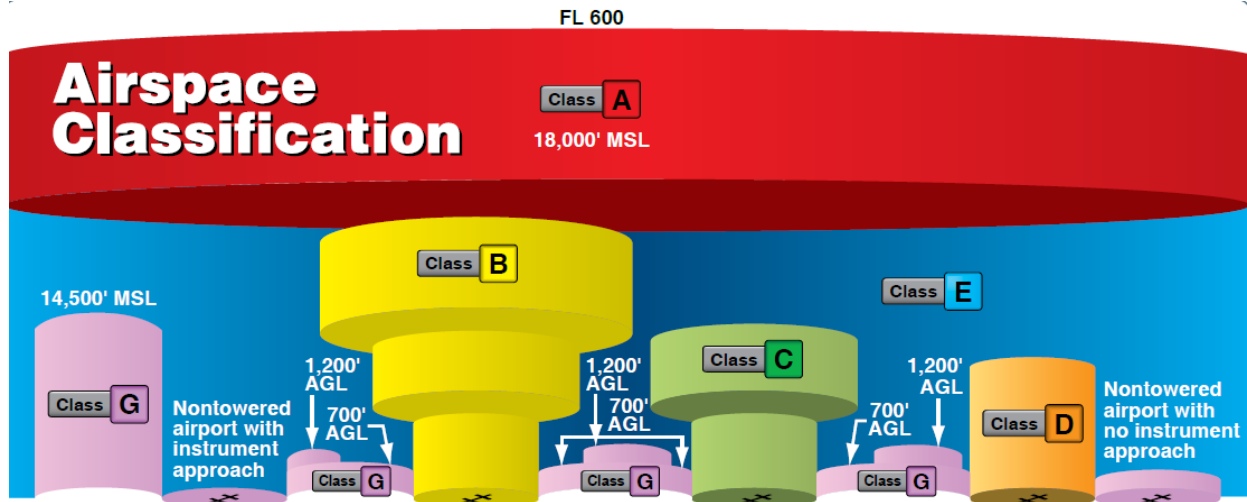 FL 600
Airspace
Classification
Class A
18,000' MSL
Class B
Class E
14,500' MSL
Class C
1,200'
AGL
1,200'
AGL
1,200'
AGL
Class G
Nontowered
airport with
instrument
approach
700'
AGL
700'
AGL
700'
AGL
Class D
Nontowered
airport with
no instrument
approach
Class G
Class G
Class G